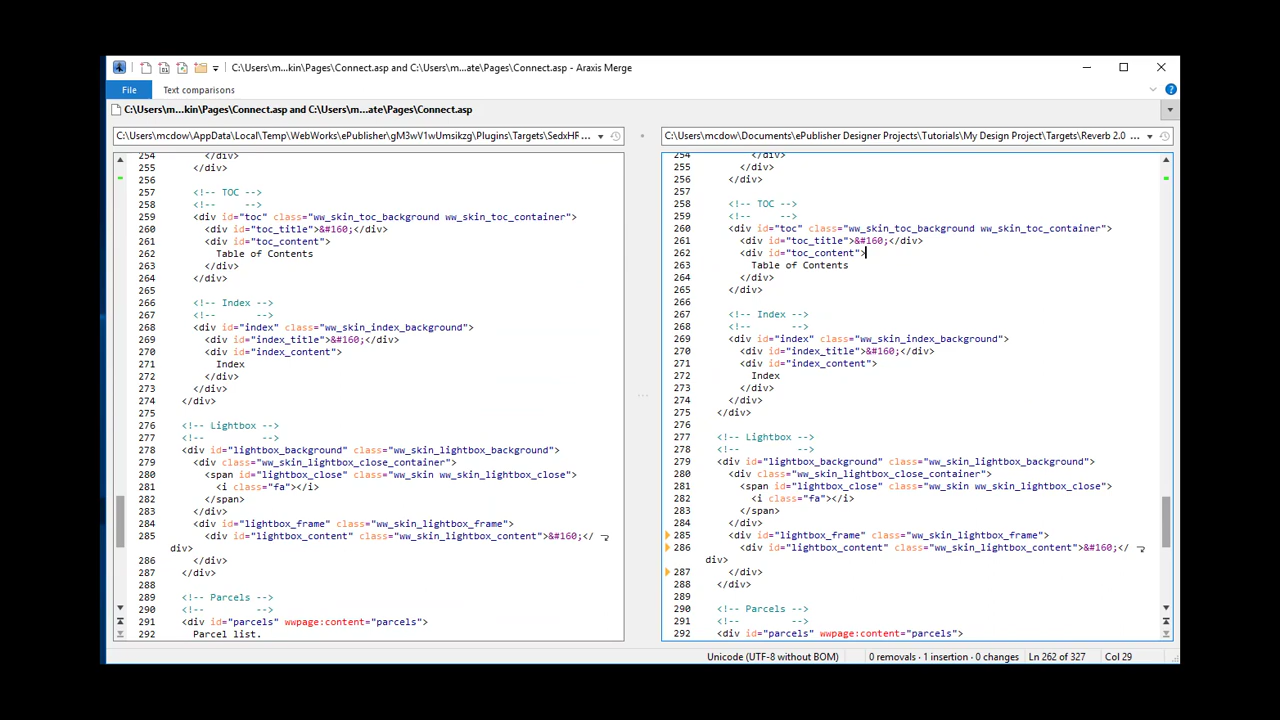 C:\Users\m...kin\Pages\Connect.asp and C:\Users\m...ate\Pages\Connect.asp - Araxis Merge
File Text comparisons
C:\Users\m...kin\Pages\Connect.asp and C:\Users\m...ate\Pages\Connect.asp
C:\Users\mcdow\AppData\Local\Temp\WebWorks\ePublisher\gM3wV1wUmsikzg\Plugins\Targets\SedxHF...
254 </div>
255 </div>
256
257 <!-- TOC -->
258 <!-- -->
259 <div id="toc" class="ww_skin_toc_background ww_skin_toc_container">
260 <div id="toc_title">&#160;</div>
261 <div id="toc_content">
262 Table of Contents
263 </div>
264 </div>
265
266 <!-- Index -->
267 <!-- -->
268 <div id="index" class="ww_skin_index_background">
269 <div id="index_title">&#160;</div>
270 <div id="index_content">
271 Index
272 </div>
273 </div>
274 </div>
275
276 <!-- Lightbox -->
277 <!-- -->
278 <div id="lightbox_background" class="ww_skin_lightbox_background">
279 <div class="ww_skin_lightbox_close_container">
280 <span id="lightbox_close" class="ww_skin ww_skin_lightbox_close">
281 <i class="fa"></i>
282 </span>
283 </div>
284 <div id="lightbox_frame" class="ww_skin_lightbox_frame">
285 <div id="lightbox_content" class="ww_skin_lightbox_content">&#160;</
div>
286 </div>
287 </div>
288
289 <!-- Parcels -->
290 <!-- -->
291 <div id="parcels" wwpage:content="parcels">
292 Parcel list.
C:\Users\mcdow\Documents\ePublisher Designer Projects\Tutorials\My Design Project\Targets\Reverb 2.0 ...
254 </div>
255 </div>
256 </div>
257
258 <!-- TOC -->
259 <!-- -->
260 <div id="toc" class="ww_skin_toc_background ww_skin_toc_container">
261 <div id="toc_title">&#160;</div>
262 <div id="toc_content">
263 Table of Contents
264 </div>
265 </div>
266
267 <!-- Index -->
268 <!-- -->
269 <div id="index" class="ww_skin_index_background">
270 <div id="index_title">&#160;</div>
271 <div id="index_content">
272 Index
273 </div>
274 </div>
275 </div>
276
277 <!-- Lightbox -->
278 <!-- -->
279 <div id="lightbox_background" class="ww_skin_lightbox_background">
280 <div class="ww_skin_lightbox_close_container">
281 <span id="lightbox_close" class="ww_skin ww_skin_lightbox_close">
282 <i class="fa"></i>
283 </span>
284 </div>
285 <div id="lightbox_frame" class="ww_skin_lightbox_frame">
286 <div id="lightbox_content" class="ww_skin_lightbox_content">&#160;</
div>
287 </div>
288 </div>
289
290 <!-- Parcels -->
291 <!-- -->
292 <div id="parcels" wwpage:content="parcels">
Unicode (UTF-8 without BOM) 0 removals · 1 insertion · 0 changes Ln 262 of 327 Col 29